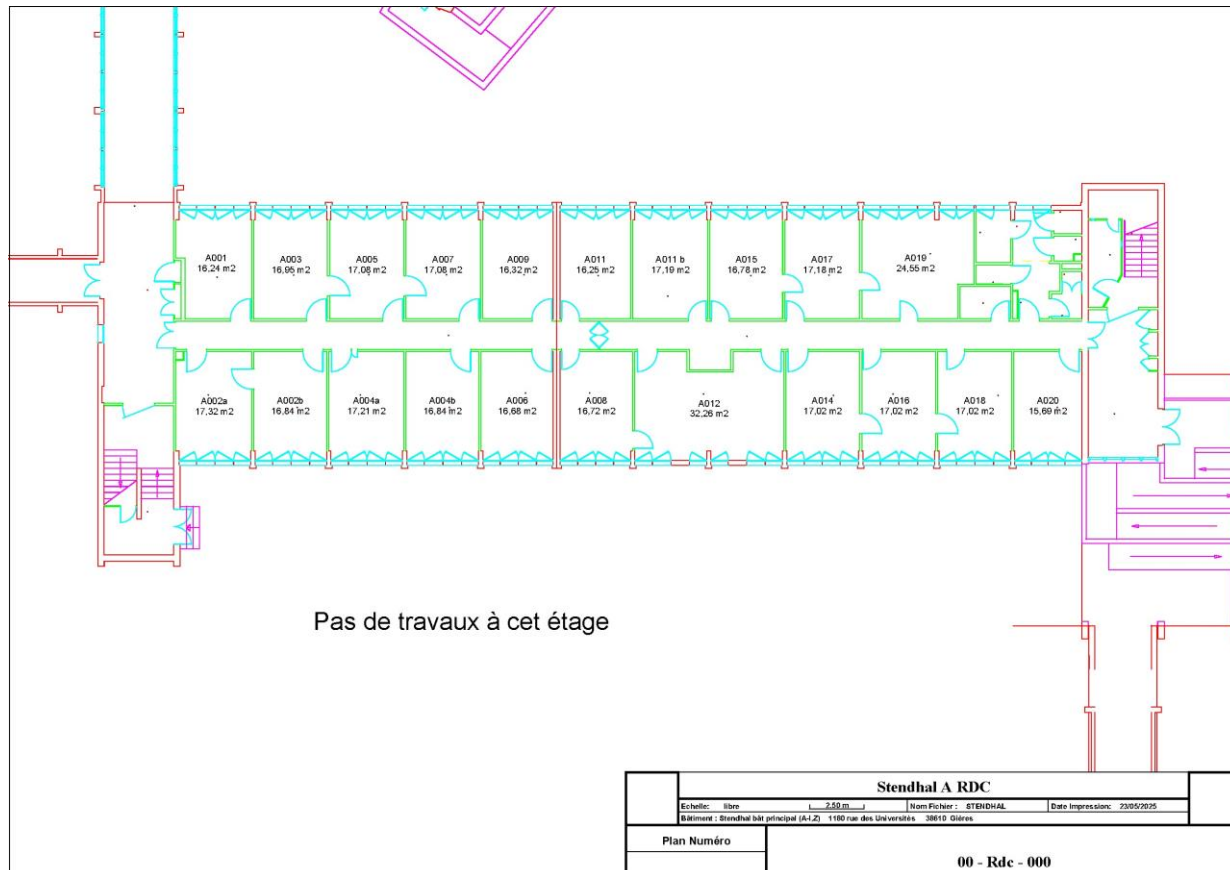 A001
16,24 m2
A003
16,95 m2
A005
17,08 m2
A007
17,08 m2
A009
16,32 m2
A011
16,25 m2
A011 b
17,19 m2
A015
16,78 m2
A017
17,18 m2
A019
24,55 m2
A002a
17,32 m2
A002b
16,84 m2
A004a
17,21 m2
A004b
16,84 m2
A006
16,68 m2
A008
16,72 m2
A012
32,26 m2
A014
17,02 m2
A016
17,02 m2
A018
17,02 m2
A020
15,69 m2
Pas de travaux à cet étage
Stendhal A RDC
Echelle: libre 2.50 m Nom Fichier : STENDHAL Date Impression: 23/05/2025
Bâtiment : Stendhal bât principal (A-I,Z) 1180 rue des Universités 38610 Gières
Plan Numéro
00 - Rdc - 000